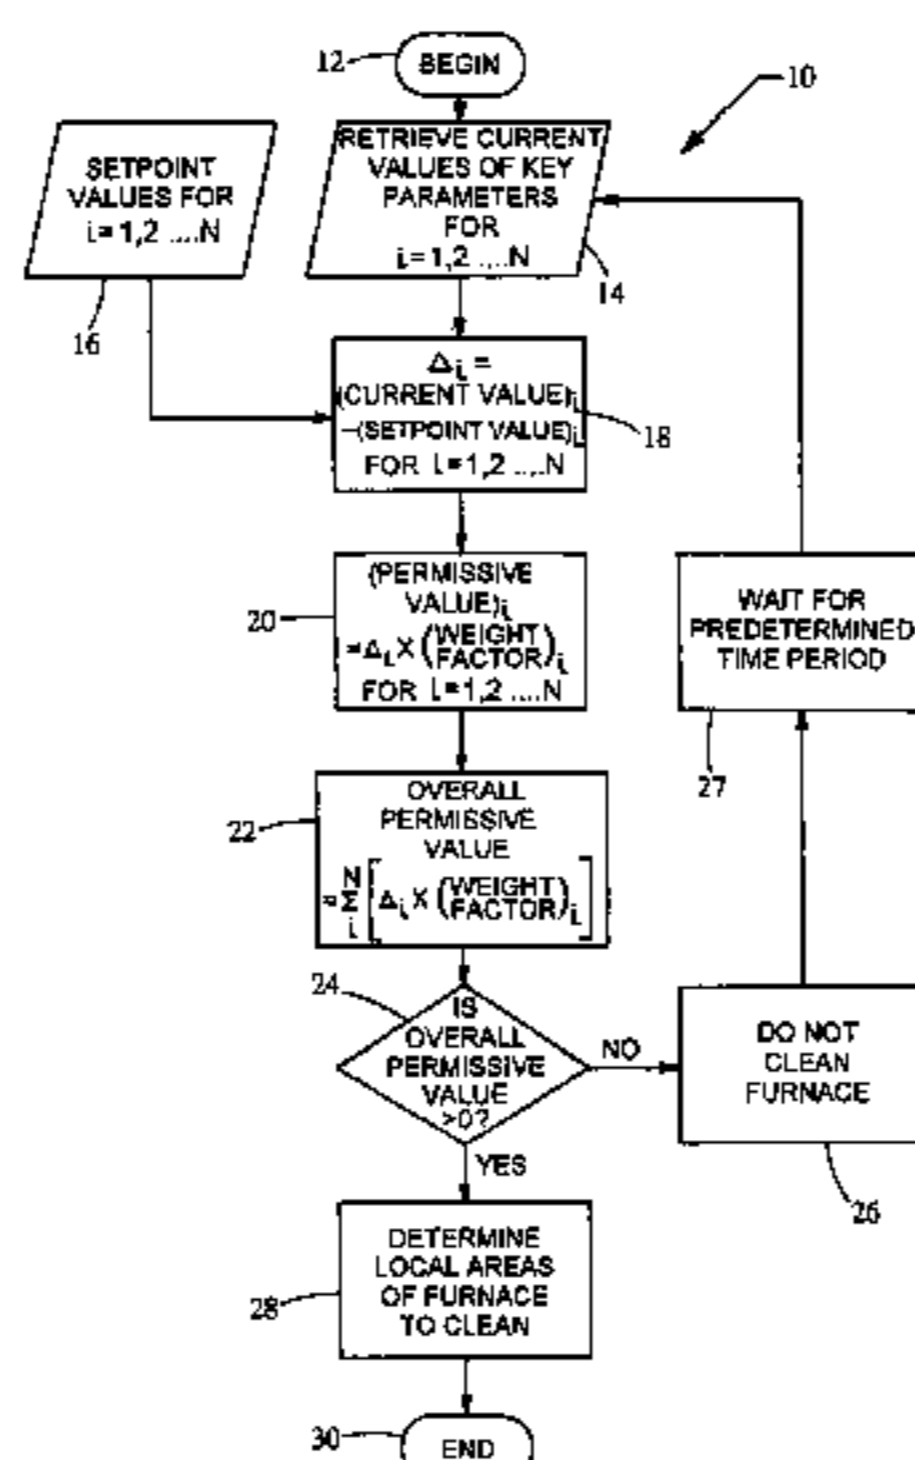 12
BEGIN
10
SETPOINT
VALUES FOR
i = 1,2 ....N
16
RETRIEVE CURRENT
VALUES OF KEY
PARAMETERS
FOR
i = 1,2 ....N
14
Δi =
(CURRENT VALUE)i
–(SETPOINT VALUE)i
FOR i = 1,2 ....N
18
(PERMISSIVE
VALUE)i
= Δi X (WEIGHT
FACTOR)i
FOR i = 1,2 ....N
20
WAIT FOR
PREDETERMINED
TIME PERIOD
27
OVERALL
PERMISSIVE
VALUE
= N Σ i [Δi X (WEIGHT
FACTOR)i]
22
24
IS
OVERALL
PERMISSIVE
VALUE
>0?
NO
YES
DO NOT
CLEAN
FURNACE
26
DETERMINE
LOCAL AREAS
OF FURNACE
TO CLEAN
28
30
END